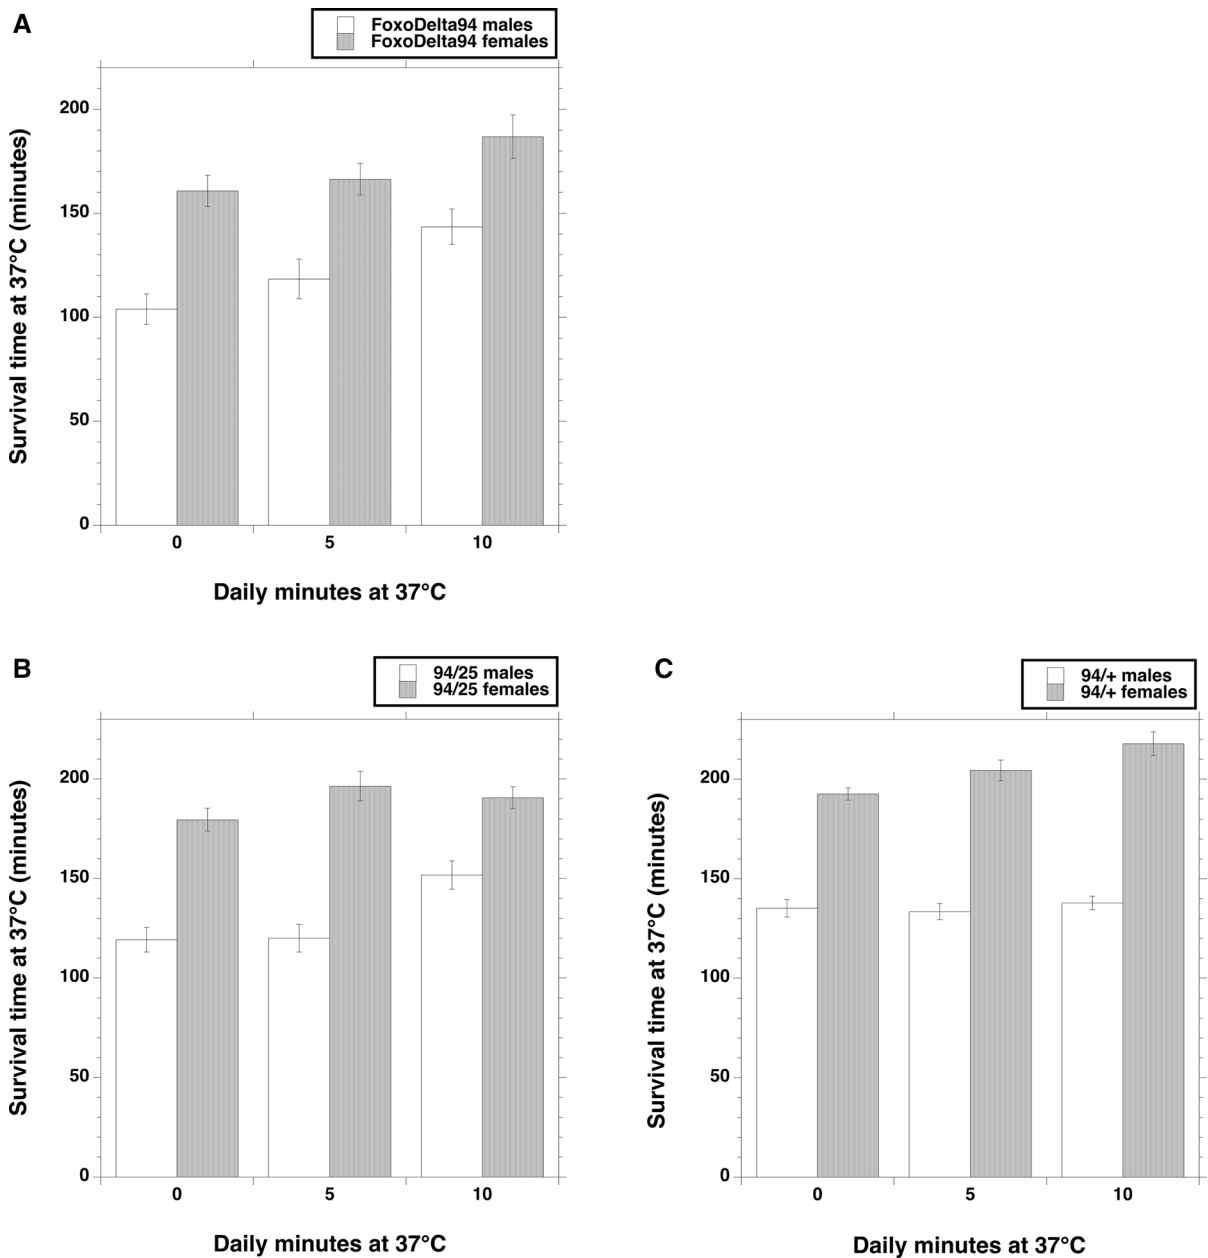 A
FoxoDelta94 males
FoxoDelta94 females
Survival time at 37°C (minutes)
200
150
100
50
0
0 5 10
Daily minutes at 37°C
B
94/25 males
94/25 females
Survival time at 37°C (minutes)
200
150
100
50
0
0 5 10
Daily minutes at 37°C
C
94/+ males
94/+ females
Survival time at 37°C (minutes)
200
150
100
50
0
0 5 10
Daily minutes at 37°C